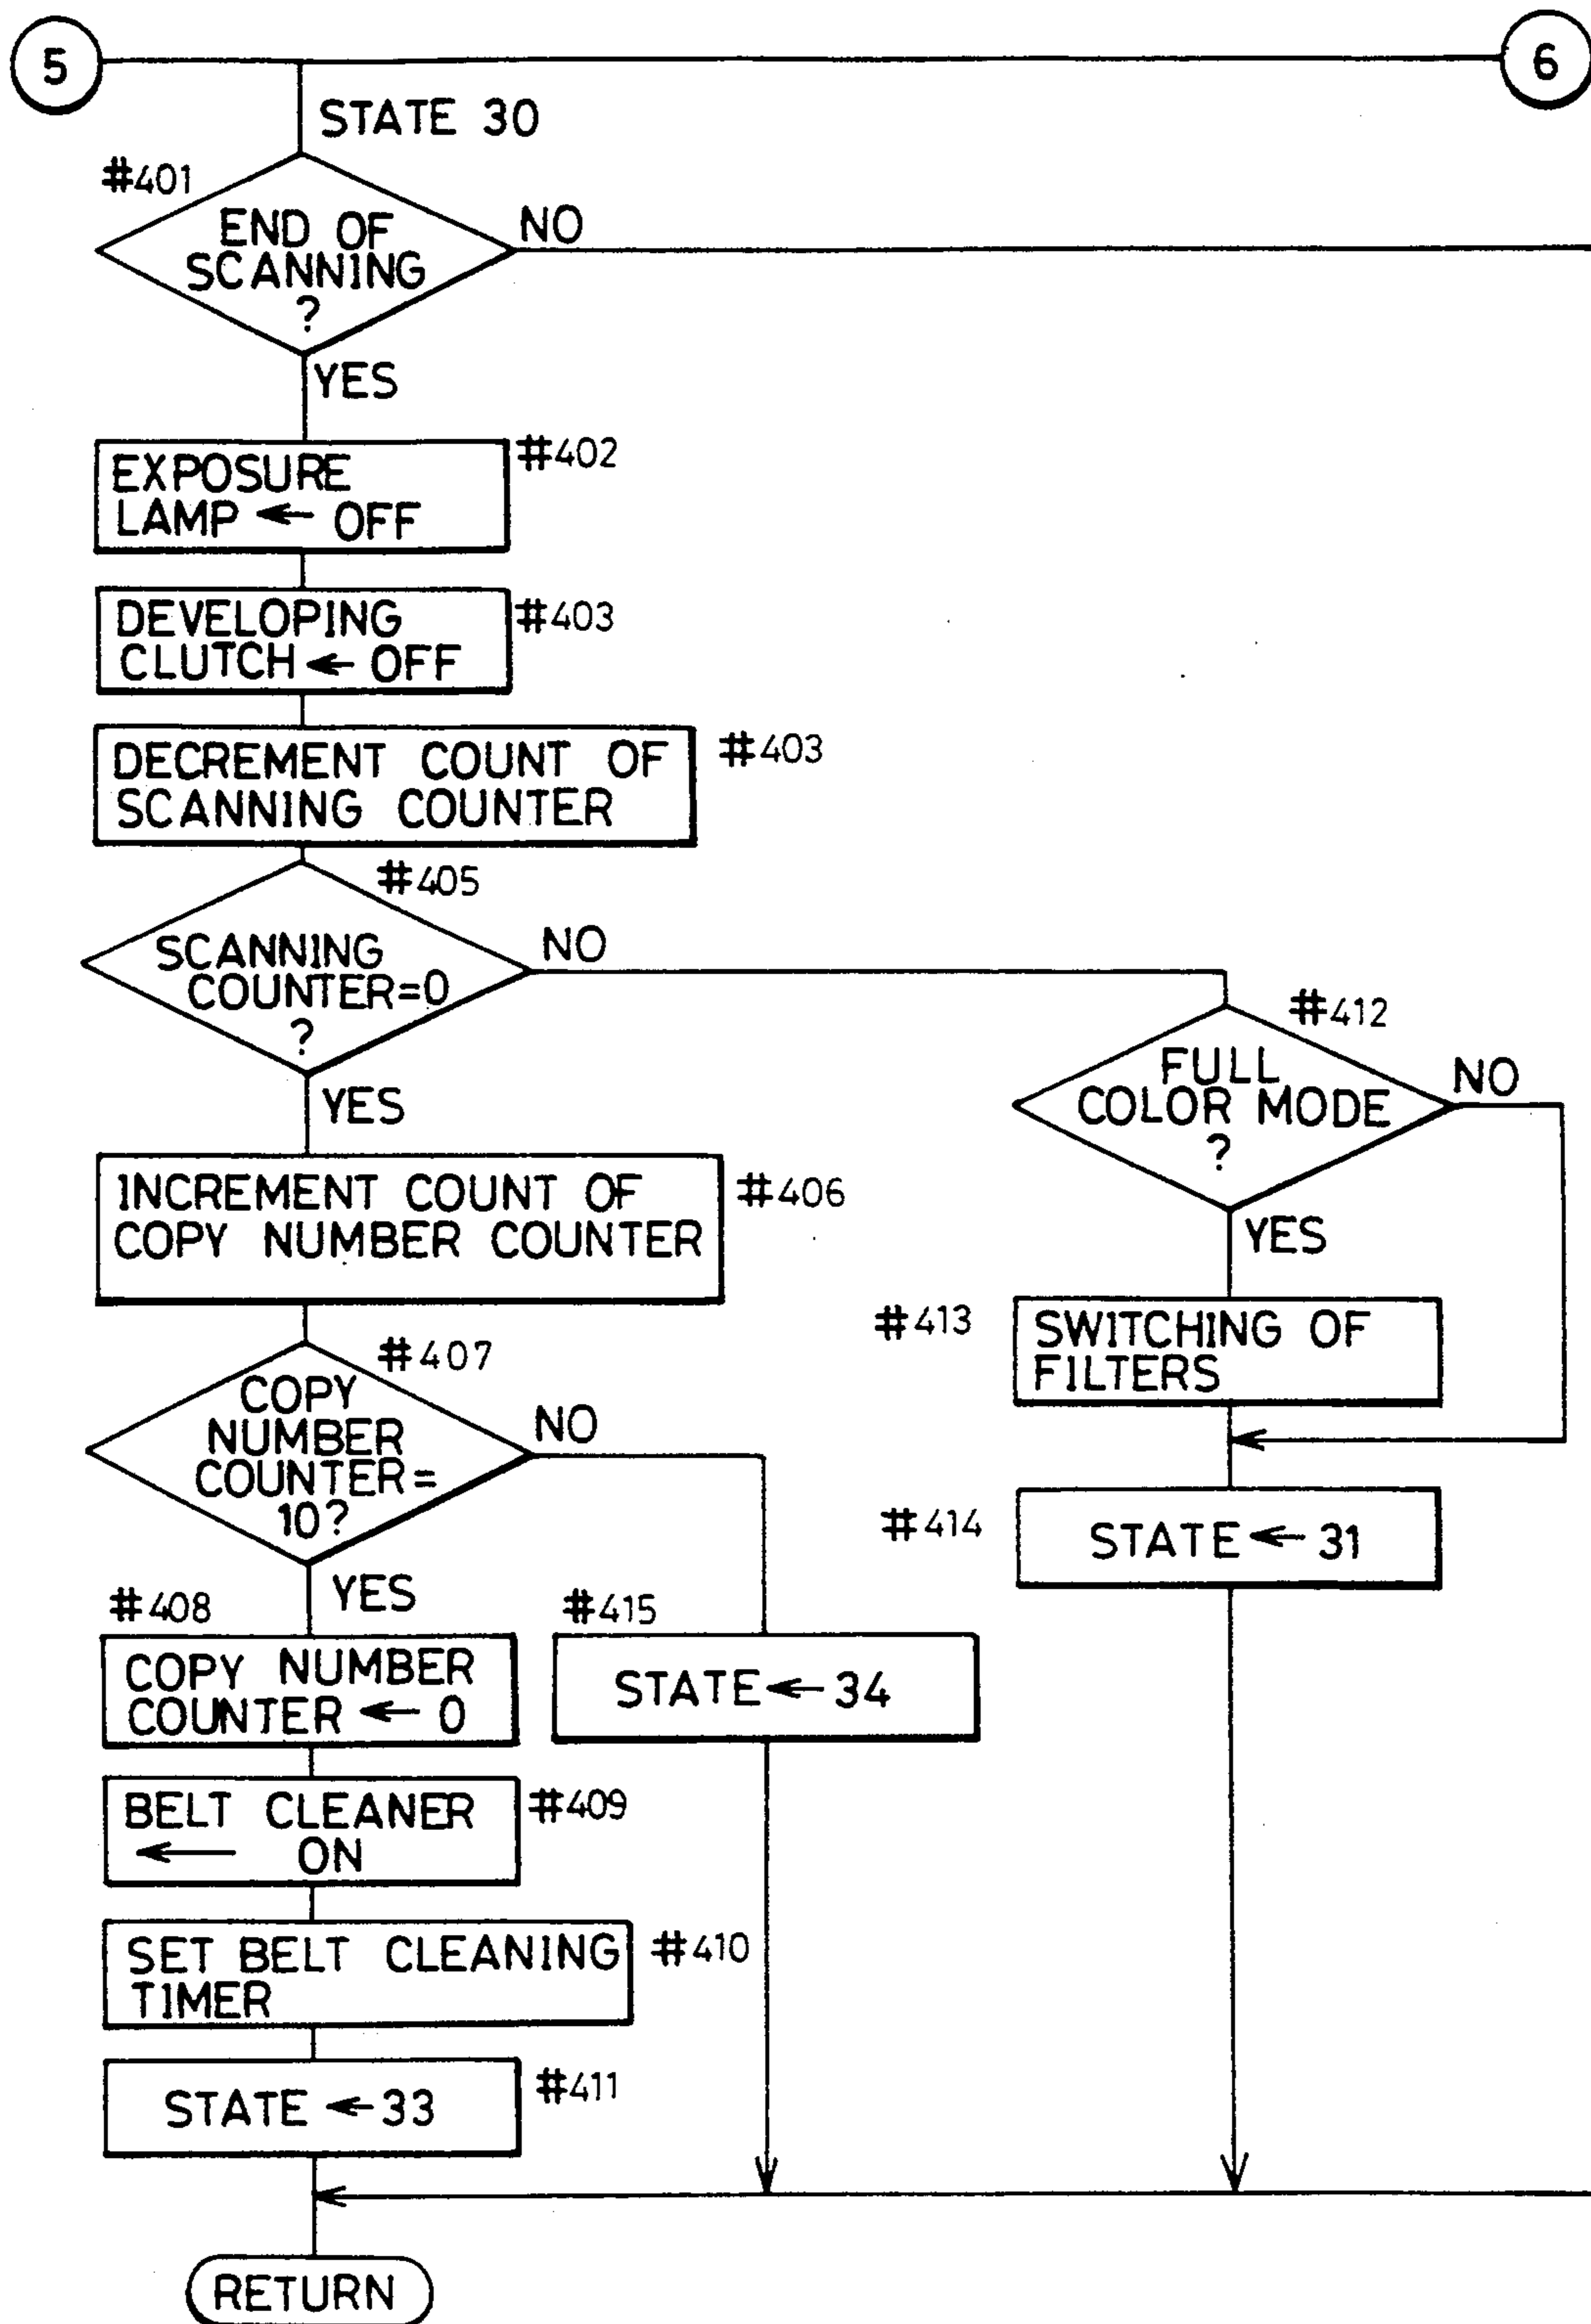 5
6
STATE 30
#401
END OF
SCANNING
?
NO
YES
EXPOSURE
LAMP ← OFF
#402
DEVELOPING
CLUTCH ← OFF
#403
DECREMENT COUNT OF
SCANNING COUNTER
#403
#405
SCANNING
COUNTER=0
?
NO
YES
#412
FULL
COLOR MODE
?
NO
YES
INCREMENT COUNT OF
COPY NUMBER COUNTER
#406
#413
SWITCHING OF
FILTERS
#407
COPY
NUMBER
COUNTER=
10?
NO
YES
#414
STATE ← 31
#408
COPY NUMBER
COUNTER ← 0
#415
STATE ← 34
BELT CLEANER
← ON
#409
SET BELT CLEANING
TIMER
#410
STATE ← 33
#411
RETURN